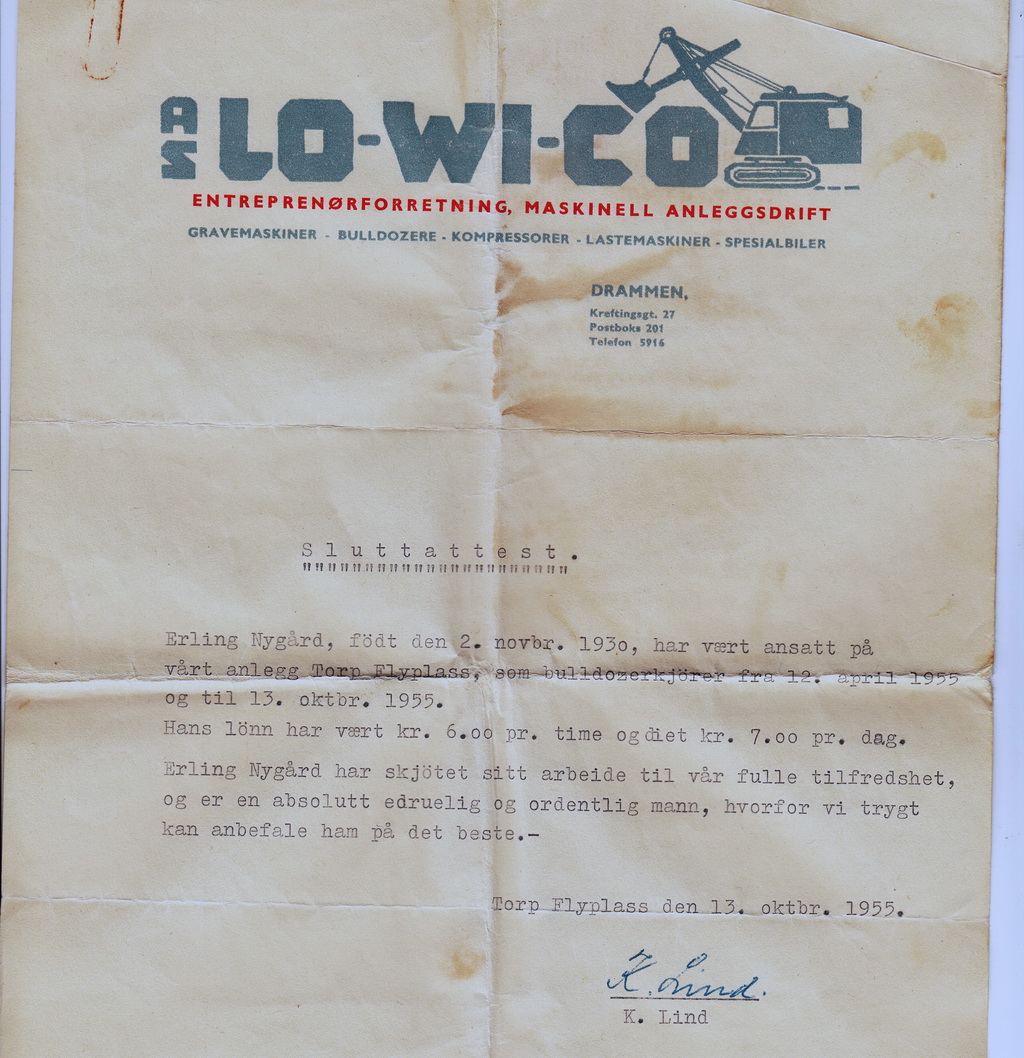 AS LO-WI-CO
ENTREPRENØRFORRETNING, MASKINELL ANLEGGSDRIFT
GRAVEMASKINER - BULLDOZERE - KOMPRESSORER - LASTEMASKINER - SPESIALBILER
DRAMMEN,
Kreftingsgt. 27
Postboks 201
Telefon 5916
Sluttattest.
Erling Nygård, födt den 2. novbr. 193o, har vært ansatt på
vårt anlegg Torp Flyplass, som bulldozerkjörer fra 12. april 1955
og til 13. oktbr. 1955.
Hans lönn har vært kr. 6.oo pr. time og diet kr. 7.oo pr. dag.
Erling Nygård har skjötet sitt arbeide til vår fulle tilfredshet,
og er en absolutt edruelig og ordentlig mann, hvorfor vi trygt
kan anbefale ham på det beste.-
Torp Flyplass den 13. oktbr. 1955.
K. Lind.
K. Lind